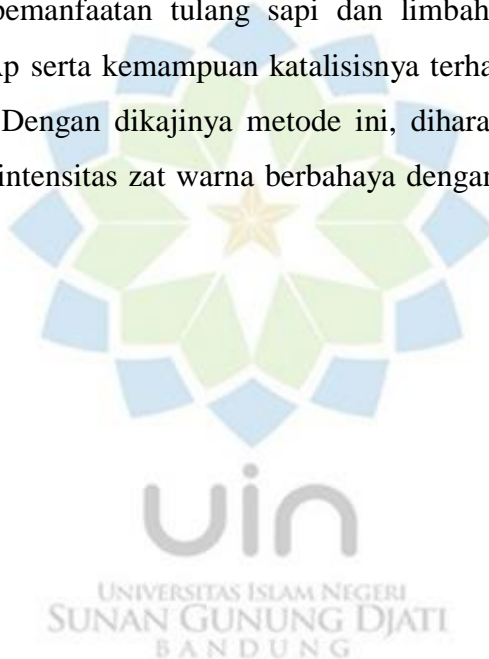 pemanfaatan tulang sapi dan limbah
Ap serta kemampuan katalisisnya terha
Dengan dikajinya metode ini, dihara
intensitas zat warna berbahaya dengan
uin
UNIVERSITAS ISLAM NEGERI
SUNAN GUNUNG DJATI
BANDUNG